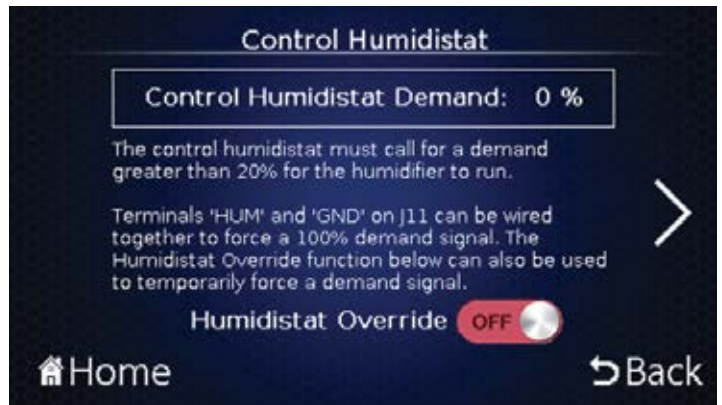 Control Humidistat
Control Humidistat Demand: 0 %
The control humidistat must call for a demand
greater than 20% for the humidifier to run.
Terminals 'HUM' and 'GND' on J11 can be wired
together to force a 100% demand signal. The
Humidistat Override function below can also be used
to temporarily force a demand signal.
Humidistat Override OFF
Home
Back